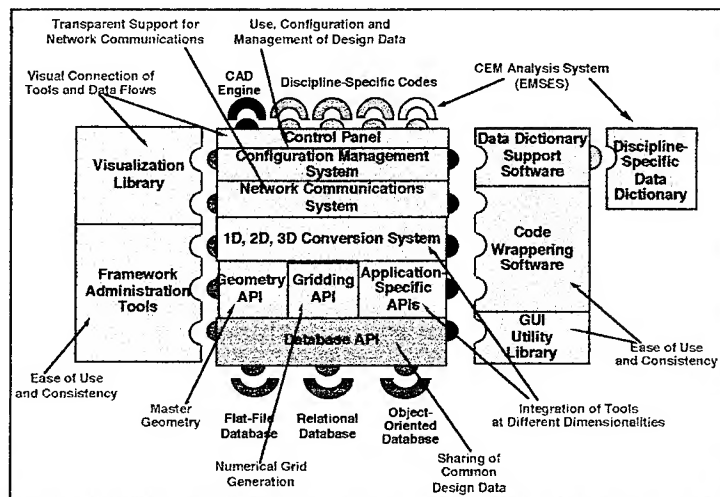 Transparent Support for
Network Communications
Use, Configuration and
Management of Design Data
Visual Connection of
Tools and Data Flows
CAD
Engine
Discipline-Specific Codes
CEM Analysis System
(EMSES)
Control Panel
Visualization
Library
Configuration Management
System
Network Communications
System
Data Dictionary
Support
Software
Discipline-
Specific
Data
Dictionary
1D, 2D, 3D Conversion System
Code
Wrappering
Software
Framework
Administration
Tools
Geometry
API
Gridding
API
Application-
Specific
APIs
Database API
GUI
Utility
Library
Ease of Use
and Consistency
Ease of Use
and Consistency
Master
Geometry
Flat-File
Database
Relational
Database
Object-
Oriented
Database
Integration of Tools
at Different Dimensionalities
Numerical Grid
Generation
Sharing of
Common
Design Data